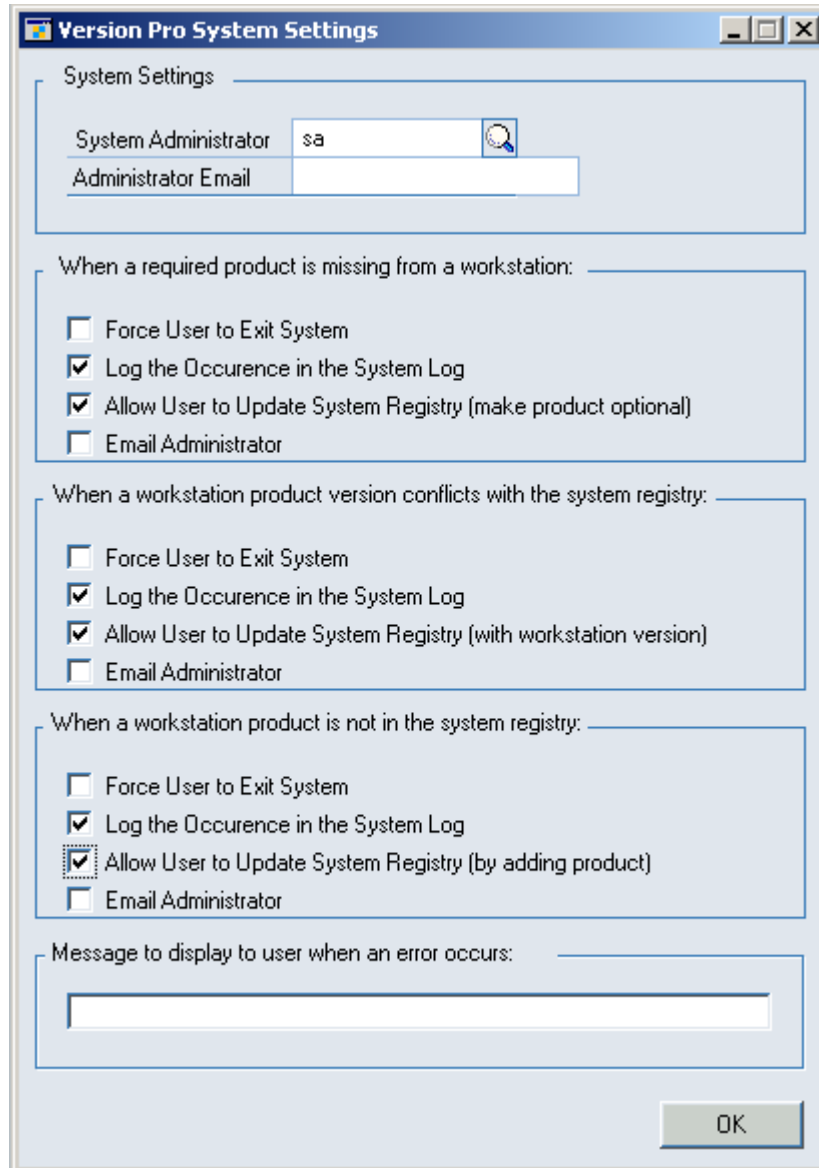 Version Pro System Settings
System Settings
System Administrator sa
Administrator Email
When a required product is missing from a workstation:
Force User to Exit System
Log the Occurence in the System Log
Allow User to Update System Registry (make product optional)
Email Administrator
When a workstation product version conflicts with the system registry:
Force User to Exit System
Log the Occurence in the System Log
Allow User to Update System Registry (with workstation version)
Email Administrator
When a workstation product is not in the system registry:
Force User to Exit System
Log the Occurence in the System Log
Allow User to Update System Registry (by adding product)
Email Administrator
Message to display to user when an error occurs:
OK